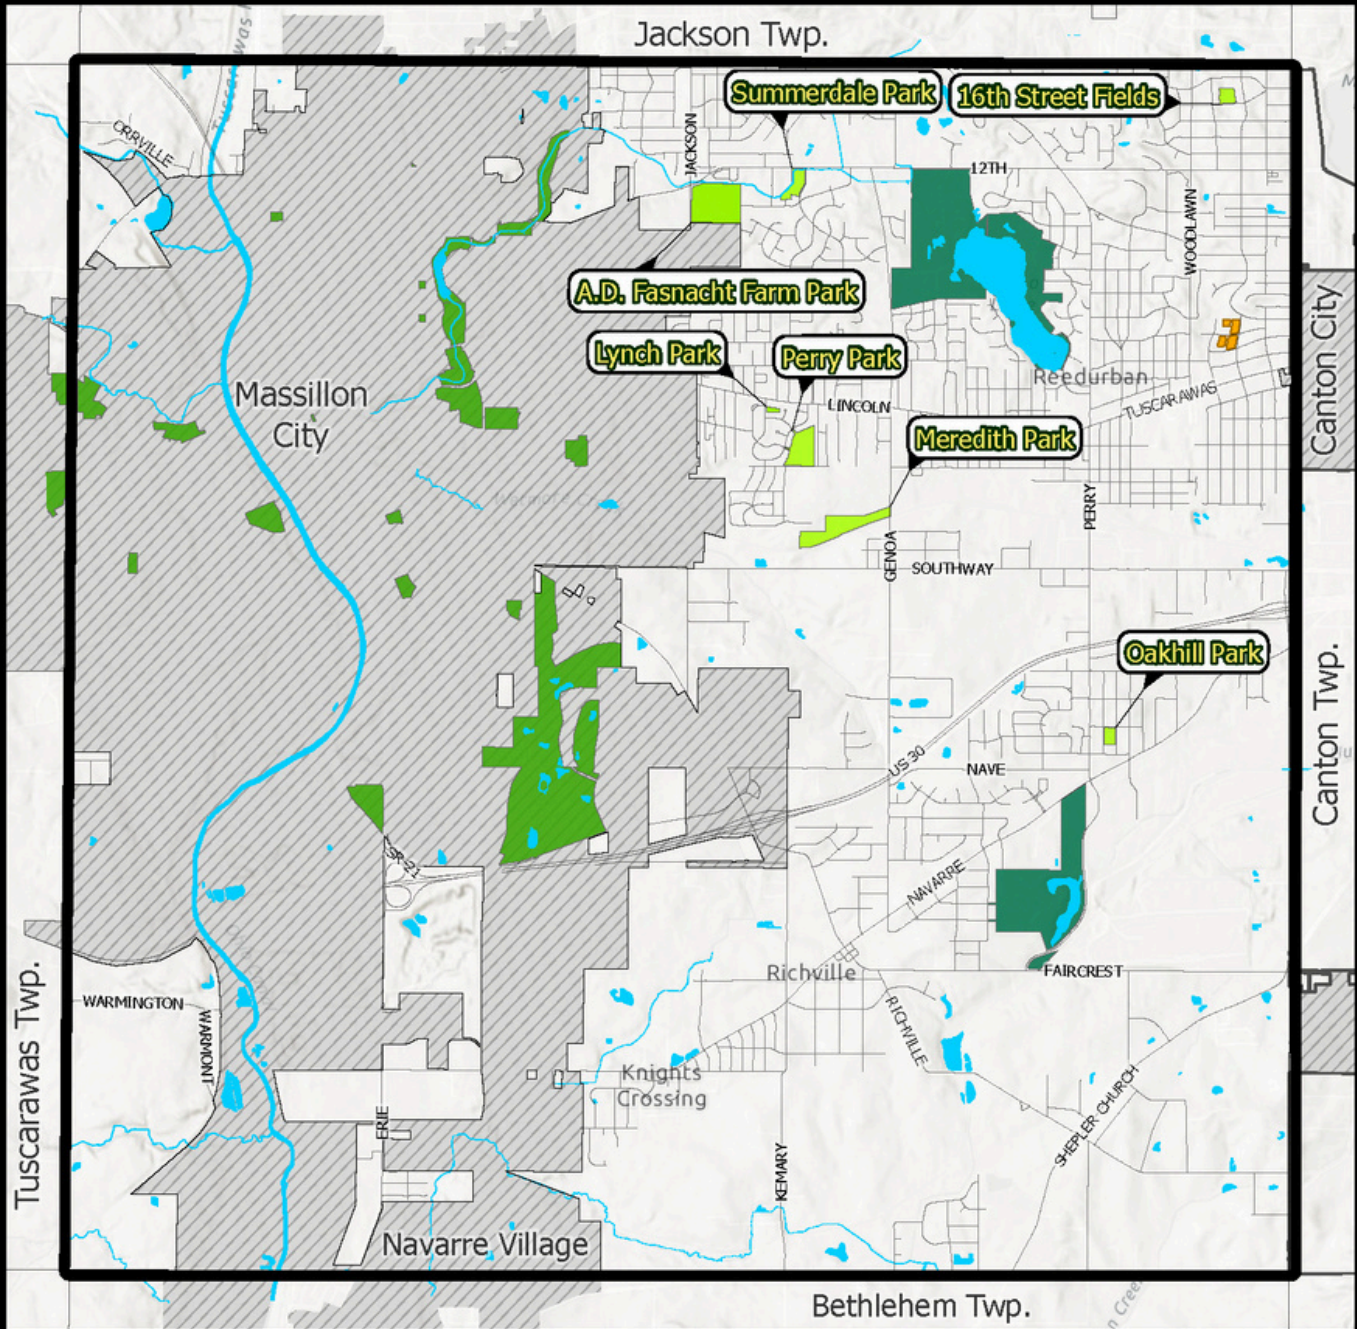 Jackson Twp.
Summerdale Park
16th Street Fields
ORRVILLE
JACKSON
12TH
WOODLAWN
A.D. Fasnacht Farm Park
Canton City
Lynch Park
Perry Park
Reedurban
TUSCARAWAS
Massillon
City
LINCOLN
Meredith Park
PERRY
GENOA
SOUTHWAY
Oakhill Park
Canton Twp.
US 30
NAVE
SR-21
NAVARRE
Richville
FAIRCREST
Tuscarawas Twp.
WARMINGTON
WARMONT
RICHVILLE
Knights
Crossing
ERIE
SHEPLER CHURCH
KEMARY
Navarre Village
Bethlehem Twp.